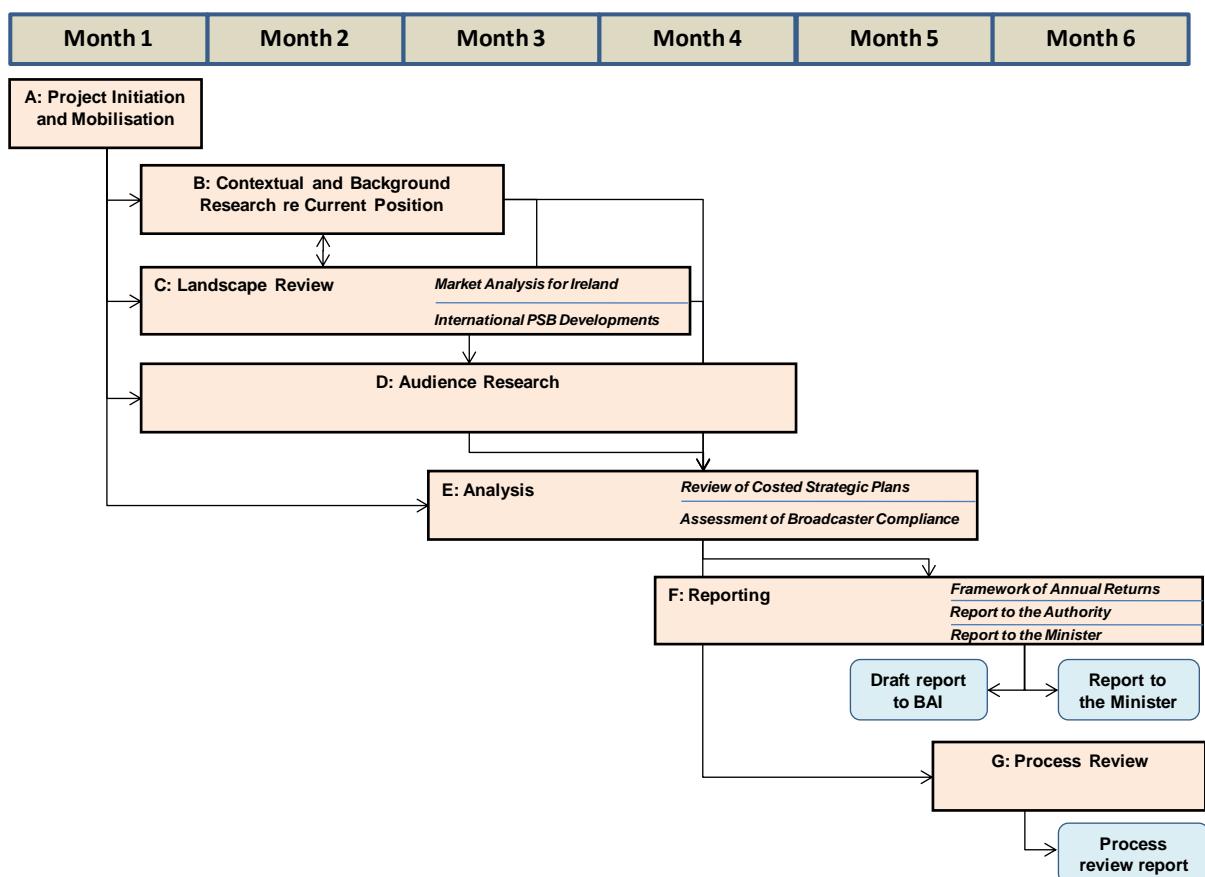 Month 1
Month 2
Month 3
Month 4
Month 5
Month 6
A: Project Initiation
and Mobilisation
B: Contextual and Background
Research re Current Position
C: Landscape Review
Market Analysis for Ireland
International PSB Developments
D: Audience Research
E: Analysis
Review of Costed Strategic Plans
Assessment of Broadcaster Compliance
F: Reporting
Framework of Annual Returns
Report to the Authority
Report to the Minister
Draft report
to BAI
Report to
the Minister
G: Process Review
Process
review report